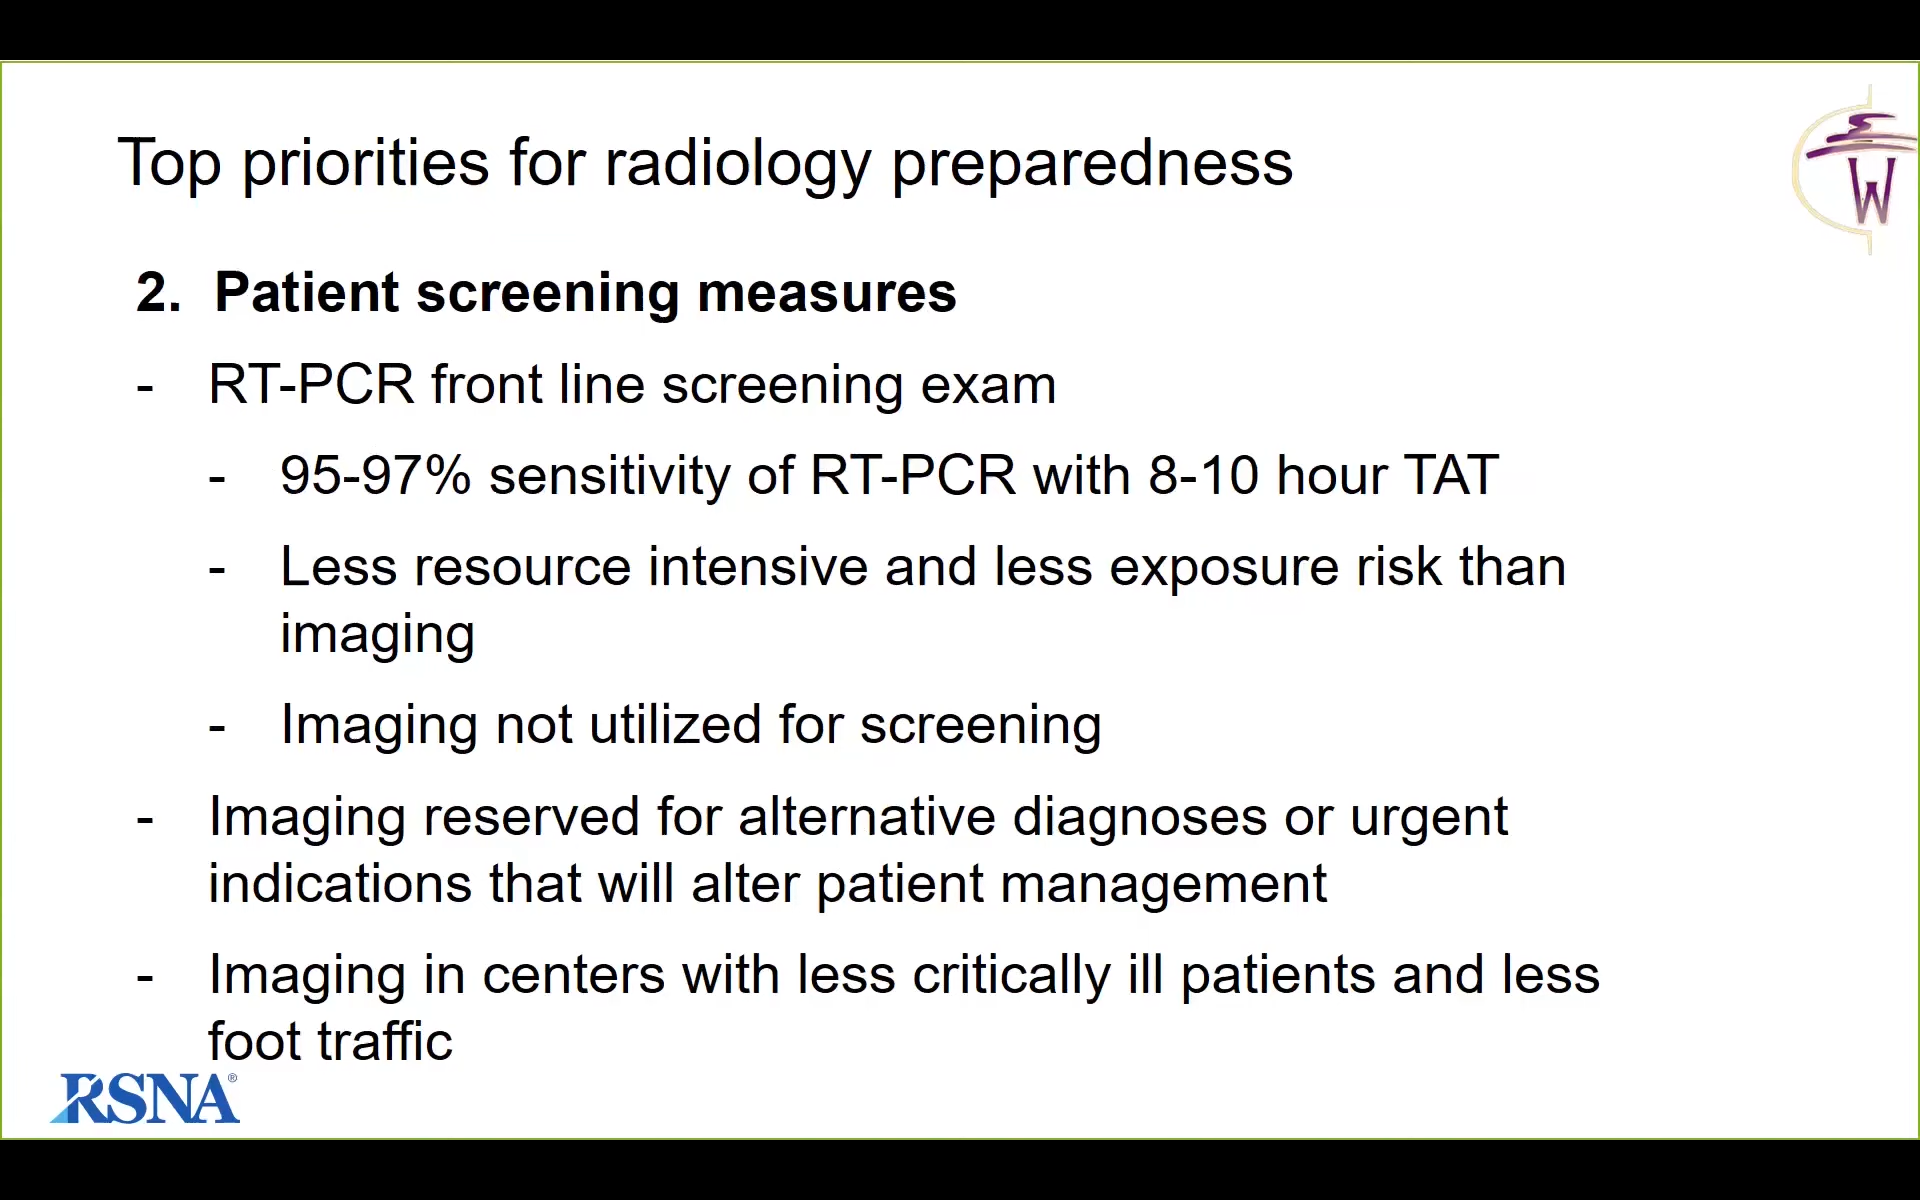 Top priorities for radiology preparedness
W
2. Patient screening measures
- RT-PCR front line screening exam
- 95-97% sensitivity of RT-PCR with 8-10 hour TAT
- Less resource intensive and less exposure risk than
imaging
- Imaging not utilized for screening
- Imaging reserved for alternative diagnoses or urgent
indications that will alter patient management
- Imaging in centers with less critically ill patients and less
foot traffic
RSNA®